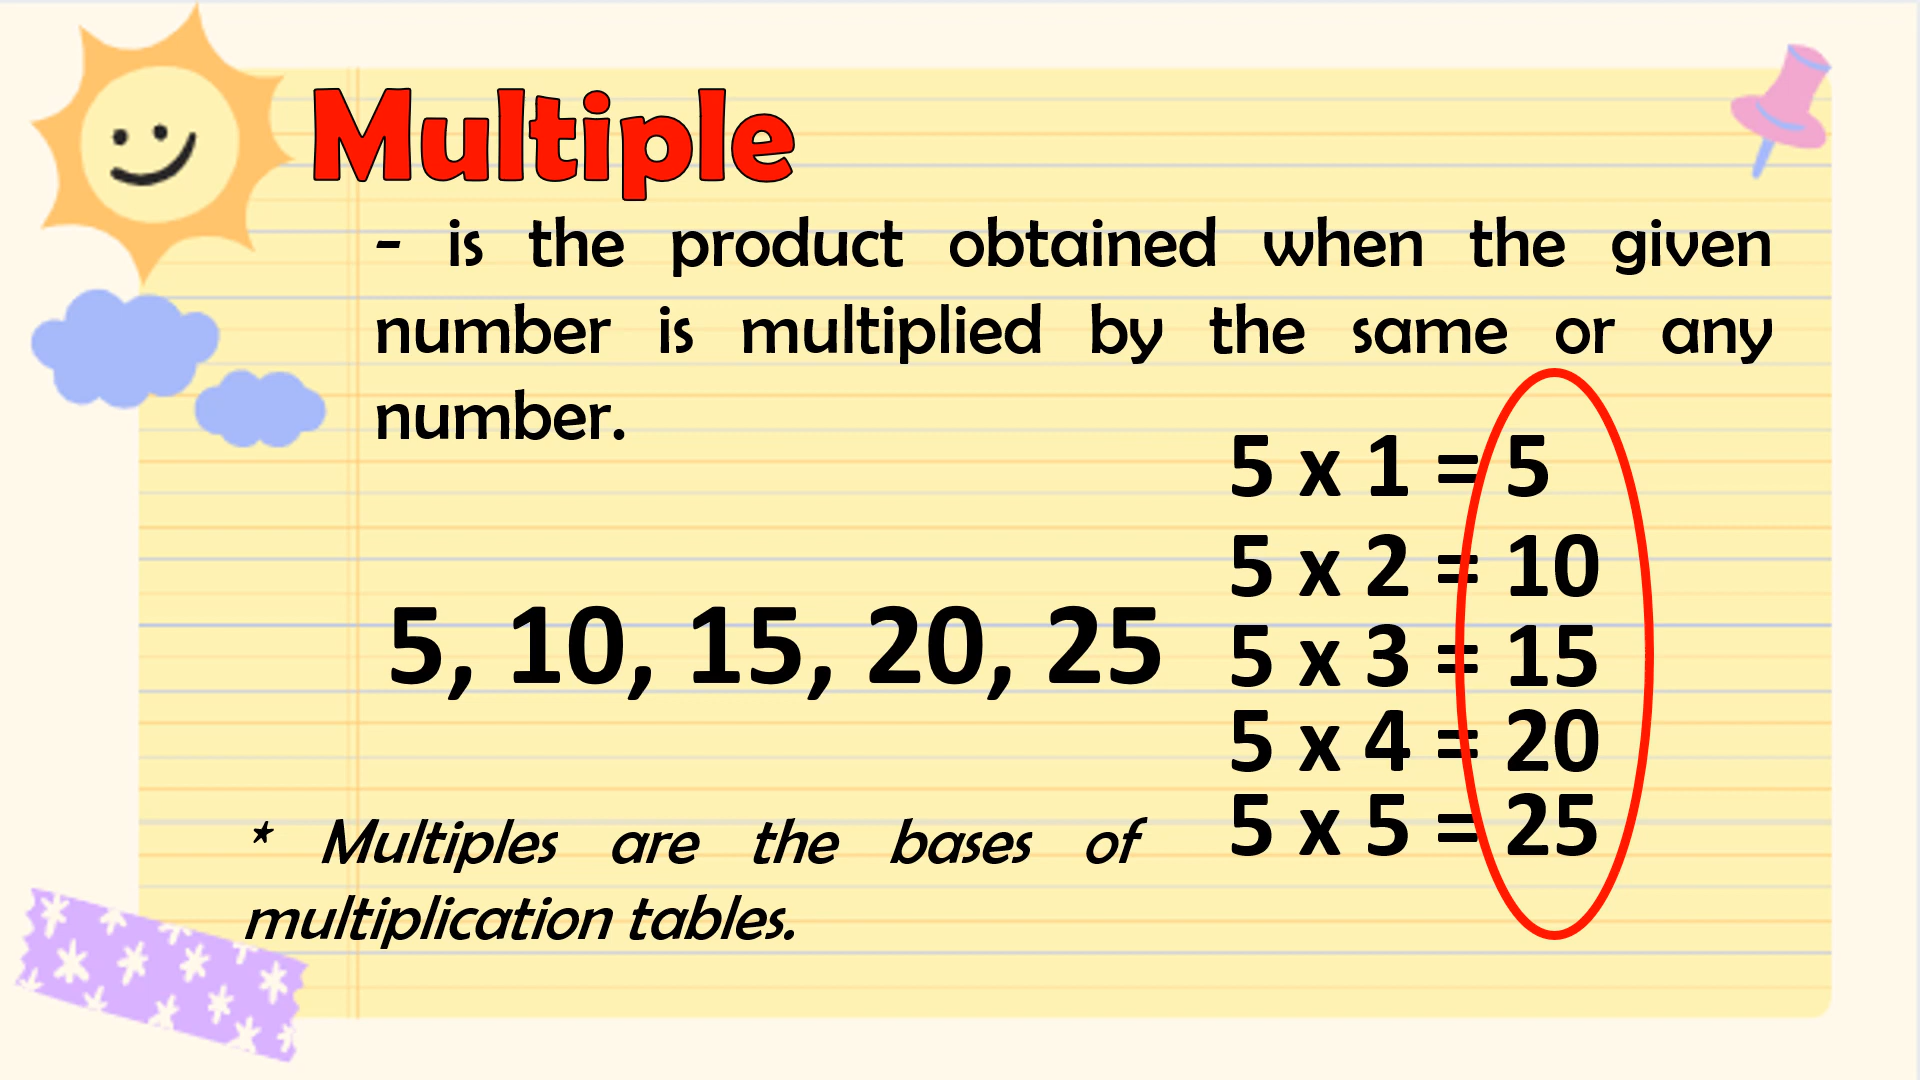 Multiple
- is the product obtained when the given
number is multiplied by the same or any
number.
5 x 1 = 5
5 x 2 = 10
5, 10, 15, 20, 25
5 x 3 = 15
5 x 4 = 20
5 x 5 = 25
* Multiples are the bases of
multiplication tables.